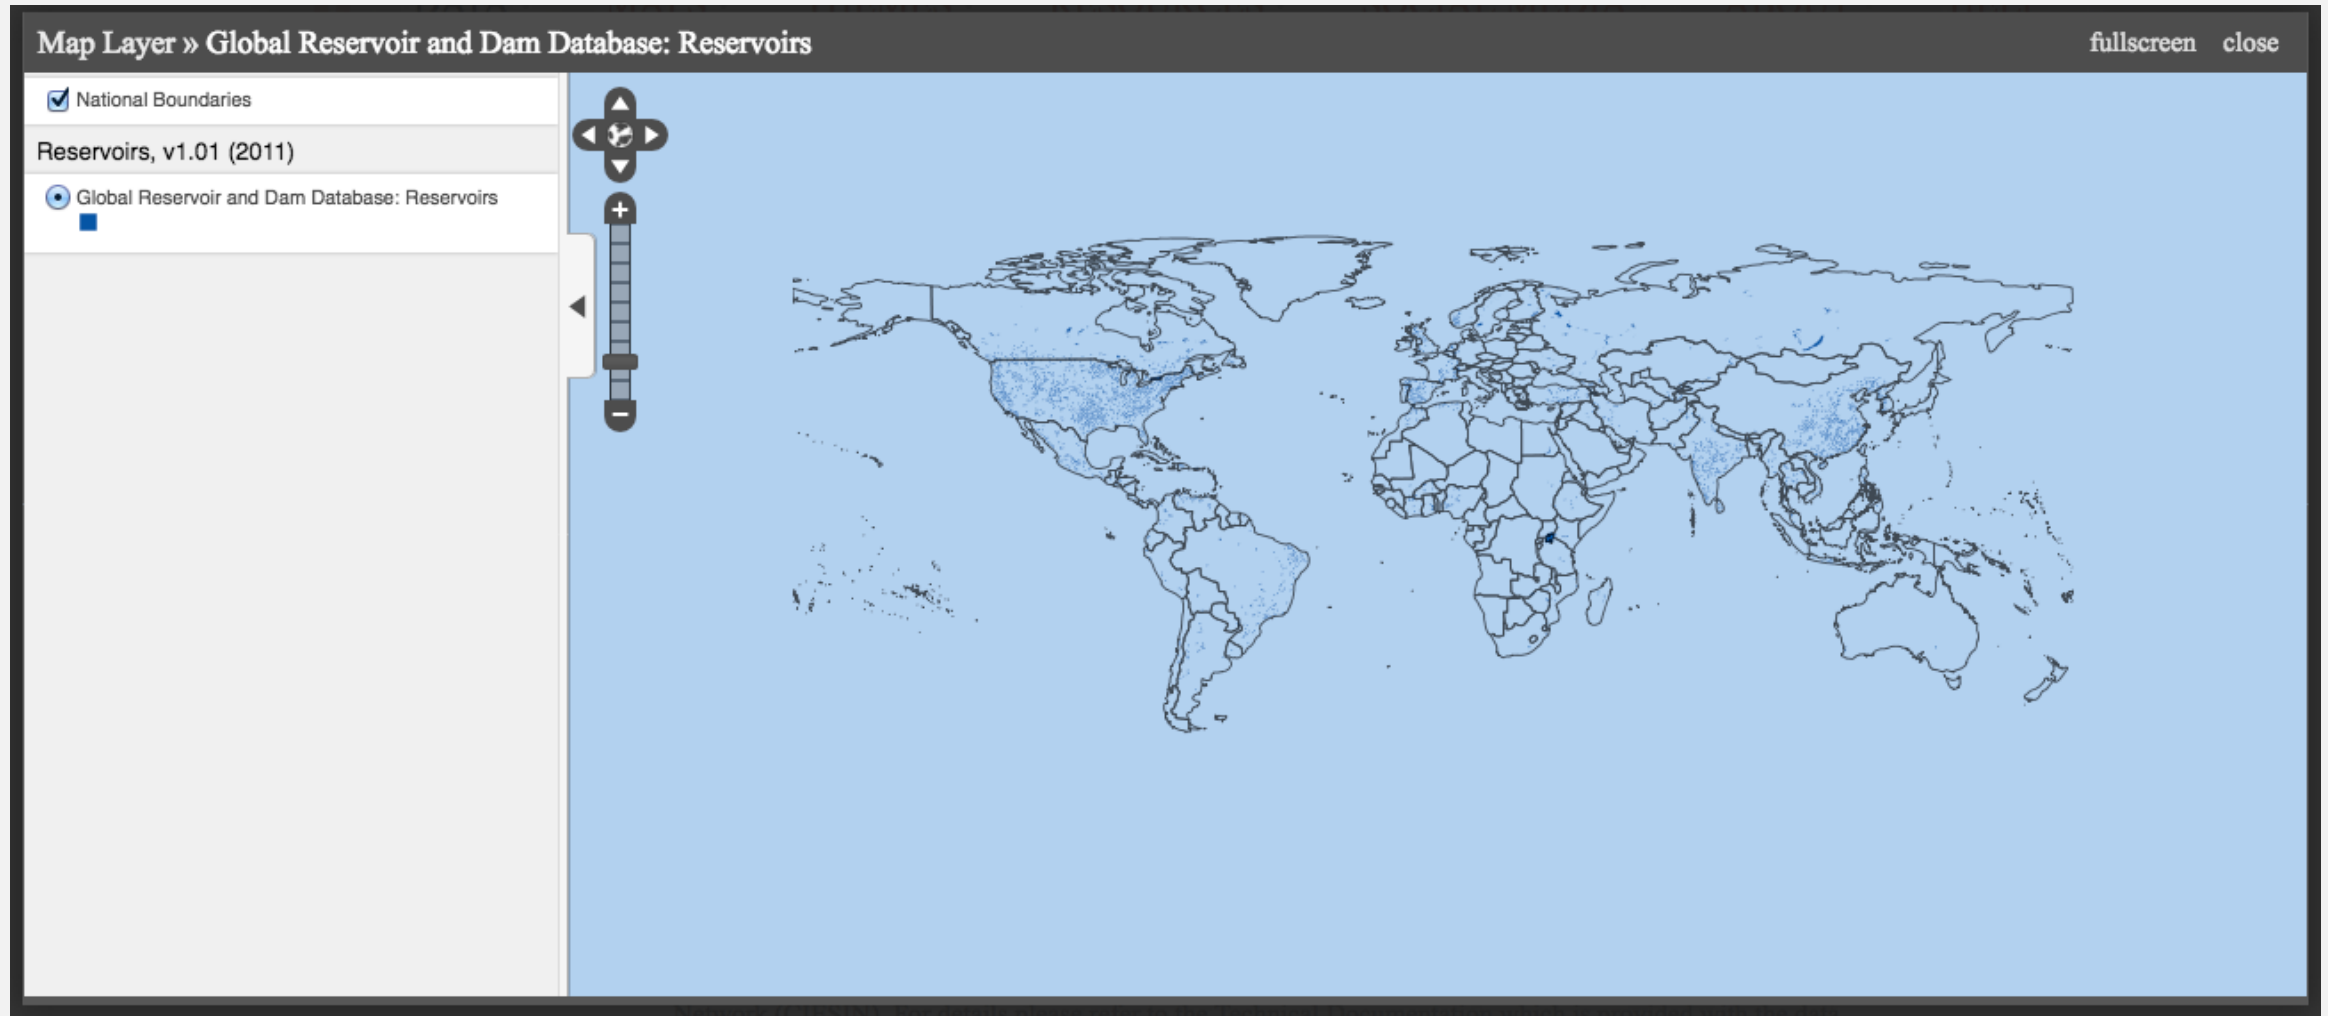 Map Layer » Global Reservoir and Dam Database: Reservoirs
fullscreen close
National Boundaries
Reservoirs, v1.01 (2011)
Global Reservoir and Dam Database: Reservoirs